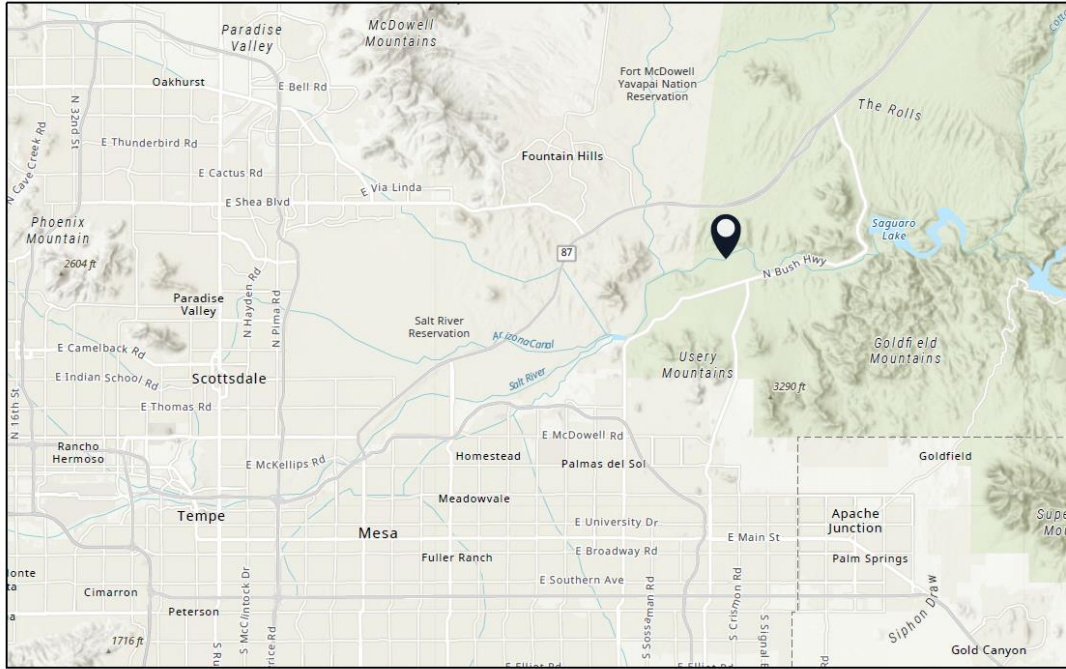 Paradise
Valley
McDowell
Mountains
Oakhurst
E Bell Rd
Fort McDowell
Yavapai Nation
Reservation
The Rolls
N 32nd St
N Cave Creek Rd
E Thunderbird Rd
Fountain Hills
E Cactus Rd
E Via Linda
E Shea Blvd
Phoenix
Mountain
2604 ft
Saguaro
Lake
87
N Bush Hwy
N Hayden Rd
N Pima Rd
Paradise
Valley
Salt River
Reservation
Arizona Canal
E Camelback Rd
Goldfield
Mountains
Usery
Mountains
E Indian School Rd
Scottsdale
Salt River
3290 ft
N 16th St
E Thomas Rd
E McDowell Rd
Rancho
Hermoso
E McKellips Rd
Homestead
Palmas del Sol
Goldfield
Meadowvale
Tempe
E University Dr
Apache
Junction
Mesa
E Main St
E Broadway Rd
Fuller Ranch
Palm Springs
E Southern Ave
Cimarron
S McClintock Dr
Peterson
S Sossaman Rd
S Crismon Rd
Siphon Draw
1716 ft
Gold Canyon
E Elliot Rd